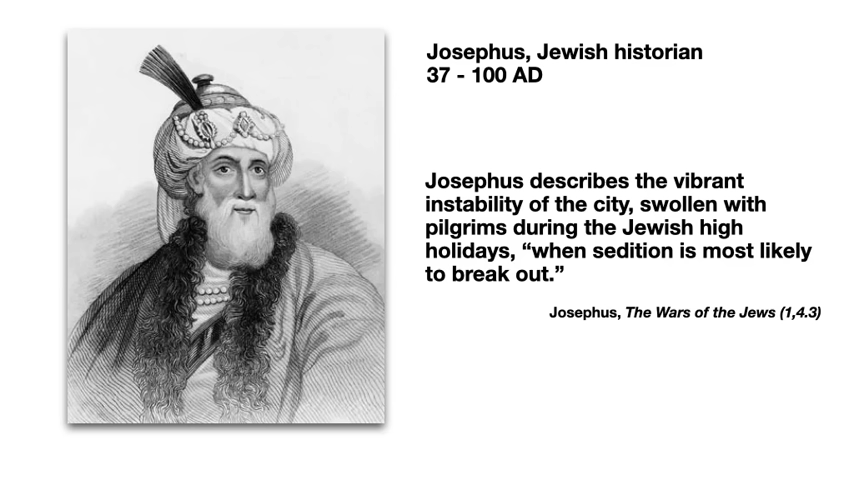 Josephus, Jewish historian
37 - 100 AD
Josephus describes the vibrant
instability of the city, swollen with
pilgrims during the Jewish high
holidays, “when sedition is most likely
to break out.”
Josephus, The Wars of the Jews (1,4.3)